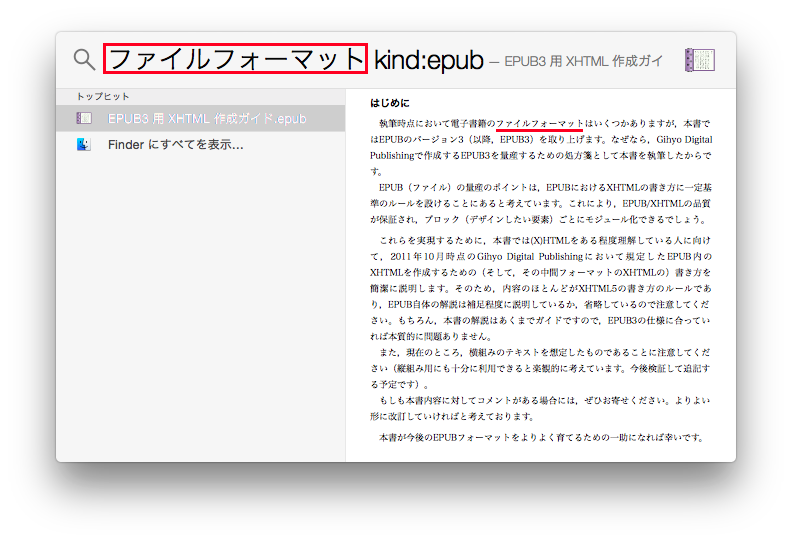 ファイルフォーマット kind:epub — EPUB3 用 XHTML 作成ガイ
トップヒット
EPUB3 用 XHTML 作成ガイド.epub
Finder にすべてを表示...
はじめに
執筆時点において電子書籍のファイルフォーマットはいくつかありますが，本書で
はEPUBのバージョン3（以降，EPUB3）を取り上げます。なぜなら，Gihyo Digital
Publishingで作成するEPUB3を量産するための処方箋として本書を執筆したからで
す。
EPUB（ファイル）の量産のポイントは，EPUBにおけるXHTMLの書き方に一定基
準のルールを設けることにあると考えています。これにより，EPUB/XHTMLの品質
が保証され，ブロック（デザインしたい要素）ごとにモジュール化できるでしょう。
これらを実現するために，本書では(X)HTMLをある程度理解している人に向け
て，2011年10月時点のGihyo Digital Publishingにおいて規定したEPUB内の
XHTMLを作成するための（そして，その中間フォーマットのXHTMLの）書き方を
簡潔に説明します。そのため，内容のほとんどがXHTML5の書き方のルールであ
り，EPUB自体の解説は補足程度に説明しているか，省略しているので注意してくだ
さい。もちろん，本書の解説はあくまでガイドですので，EPUB3の仕様に合ってい
れば本質的に問題ありません。
また，現在のところ，横組みのテキストを想定したものであることに注意してくだ
さい（縦組み用にも十分に利用できると楽観的に考えています。今後検証して追記す
る予定です）。
もしも本書内容に対してコメントがある場合には，ぜひお寄せください。よりよい
形に改訂していければと考えております。
本書が今後のEPUBフォーマットをよりよく育てるための一助になれば幸いです。